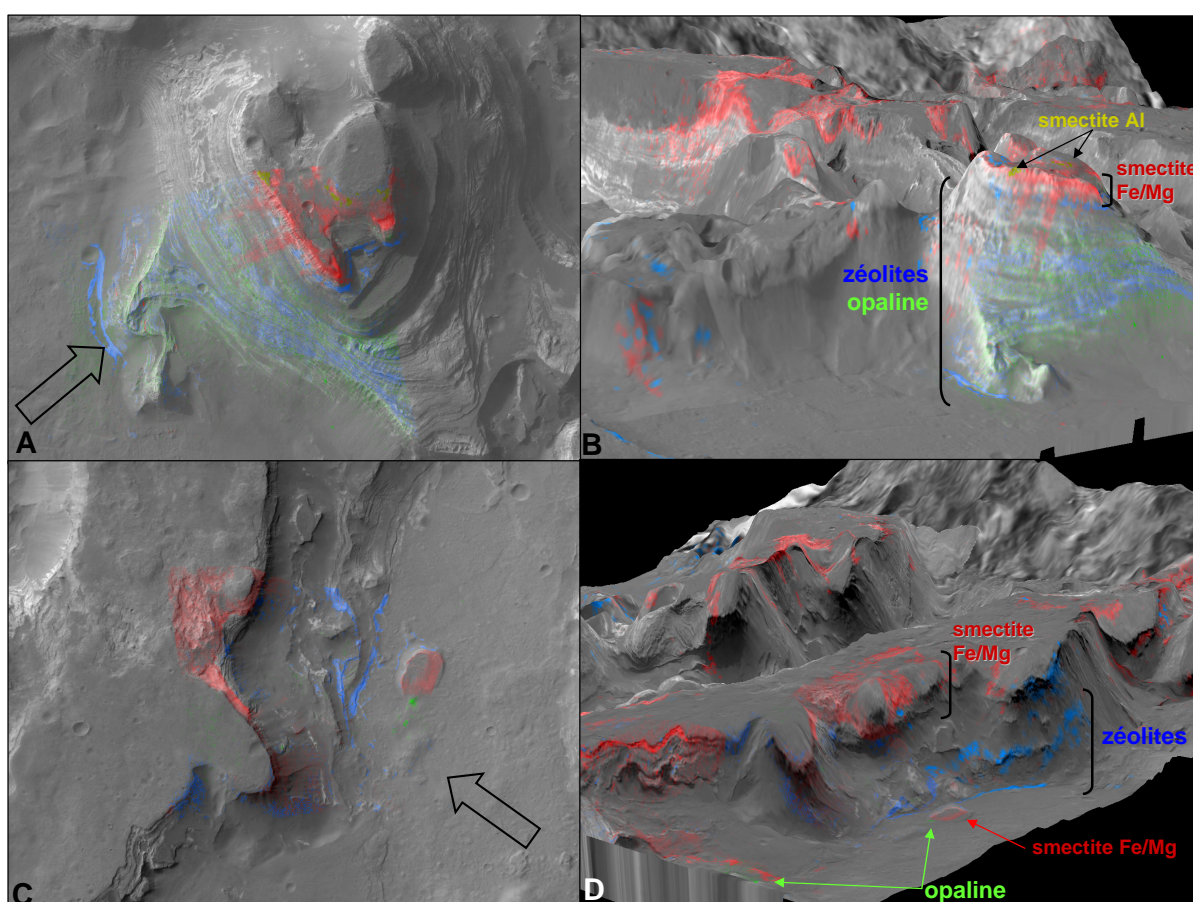 A
smectite Al
smectite
Fe/Mg
zéolites
opaline
B
C
smectite
Fe/Mg
zéolites
smectite Fe/Mg
opaline
D